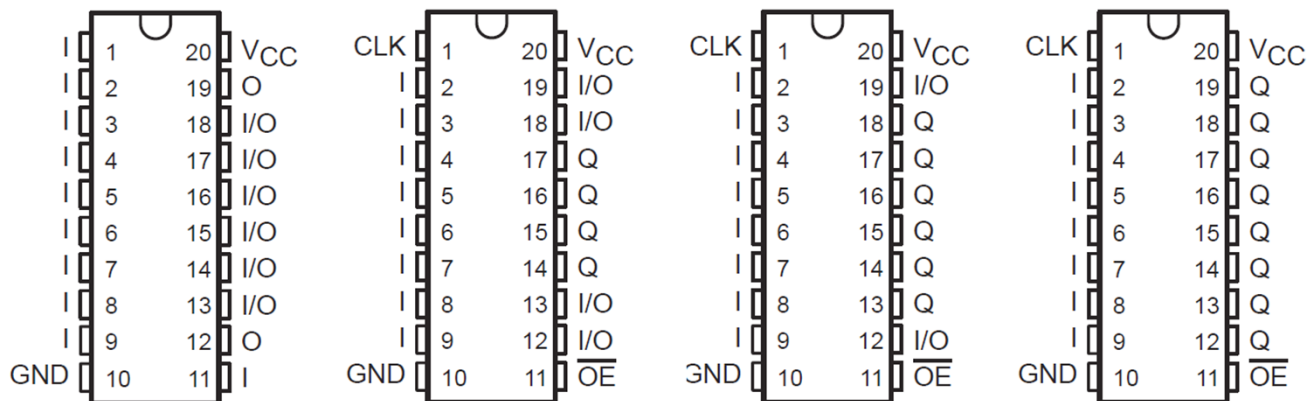 I 1 20 VCC CLK 1 20 VCC CLK 1 20 VCC CLK 1 20 VCC
I 2 19 O I 2 19 I/O I 2 19 I/O I 2 19 Q
I 3 18 I/O I 3 18 I/O I 3 18 Q I 3 18 Q
I 4 17 I/O I 4 17 Q I 4 17 Q I 4 17 Q
I 5 16 I/O I 5 16 Q I 5 16 Q I 5 16 Q
I 6 15 I/O I 6 15 Q I 6 15 Q I 6 15 Q
I 7 14 I/O I 7 14 Q I 7 14 Q I 7 14 Q
I 8 13 I/O I 8 13 I/O I 8 13 Q I 8 13 Q
I 9 12 O I 9 12 I/O I 9 12 I/O I 9 12 Q
GND 10 11 I GND 10 11 O̅E̅ GND 10 11 O̅E̅ GND 10 11 O̅E̅